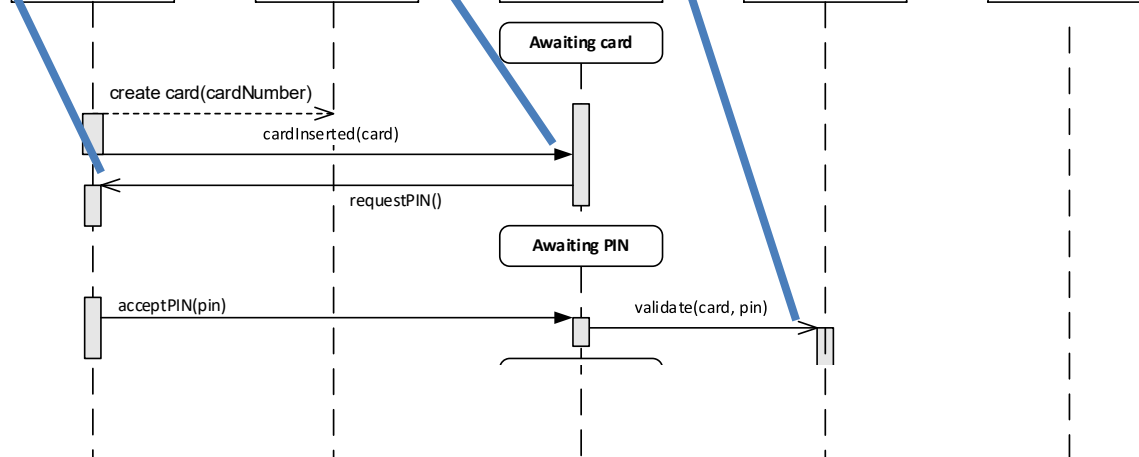 Awaiting card
create card(cardNumber)
cardInserted(card)
requestPIN()
Awaiting PIN
acceptPIN(pin)
validate(card, pin)